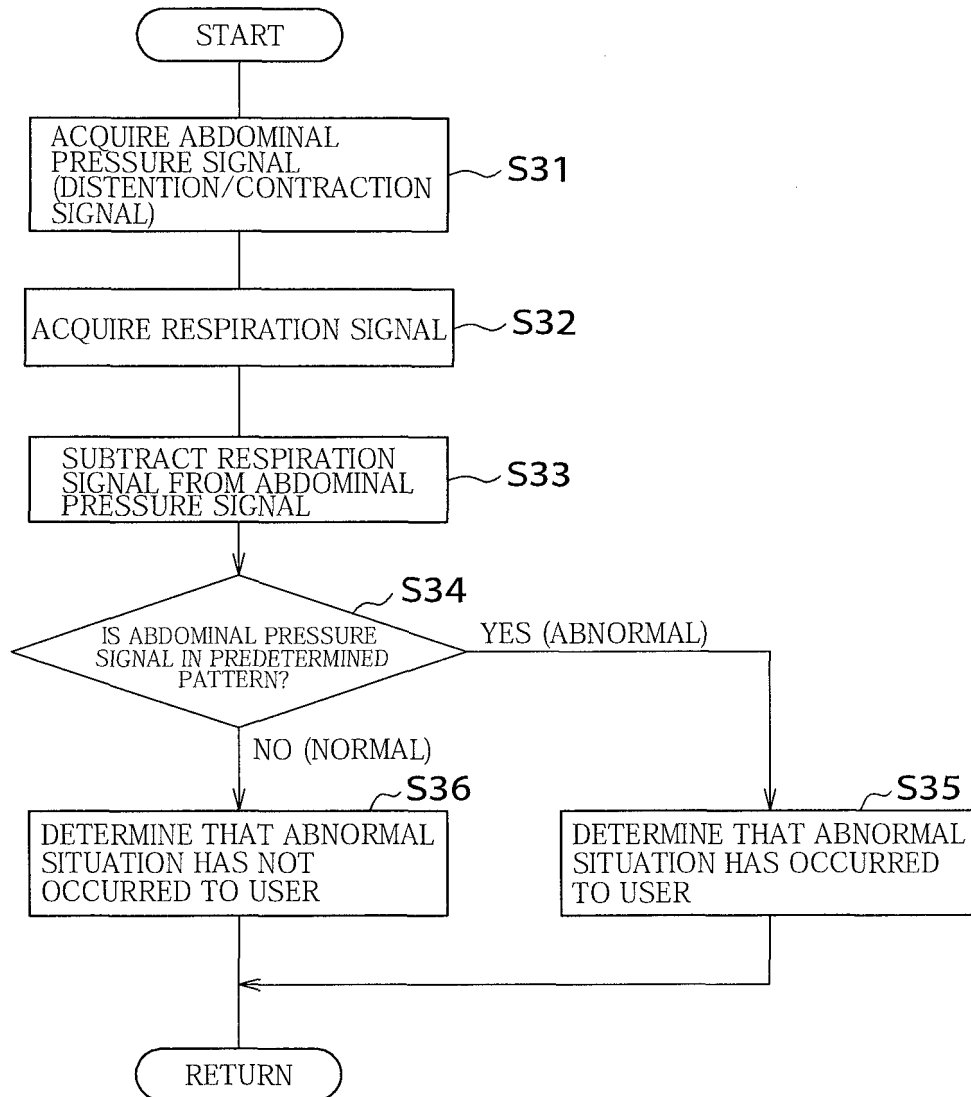 START
ACQUIRE ABDOMINAL
PRESSURE SIGNAL
(DISTENTION/CONTRACTION
SIGNAL)
S31
ACQUIRE RESPIRATION SIGNAL
S32
SUBTRACT RESPIRATION
SIGNAL FROM ABDOMINAL
PRESSURE SIGNAL
S33
S34
IS ABDOMINAL PRESSURE
SIGNAL IN PREDETERMINED
PATTERN?
YES (ABNORMAL)
NO (NORMAL)
S36
DETERMINE THAT ABNORMAL
SITUATION HAS NOT
OCCURRED TO USER
S35
DETERMINE THAT ABNORMAL
SITUATION HAS OCCURRED
TO USER
RETURN